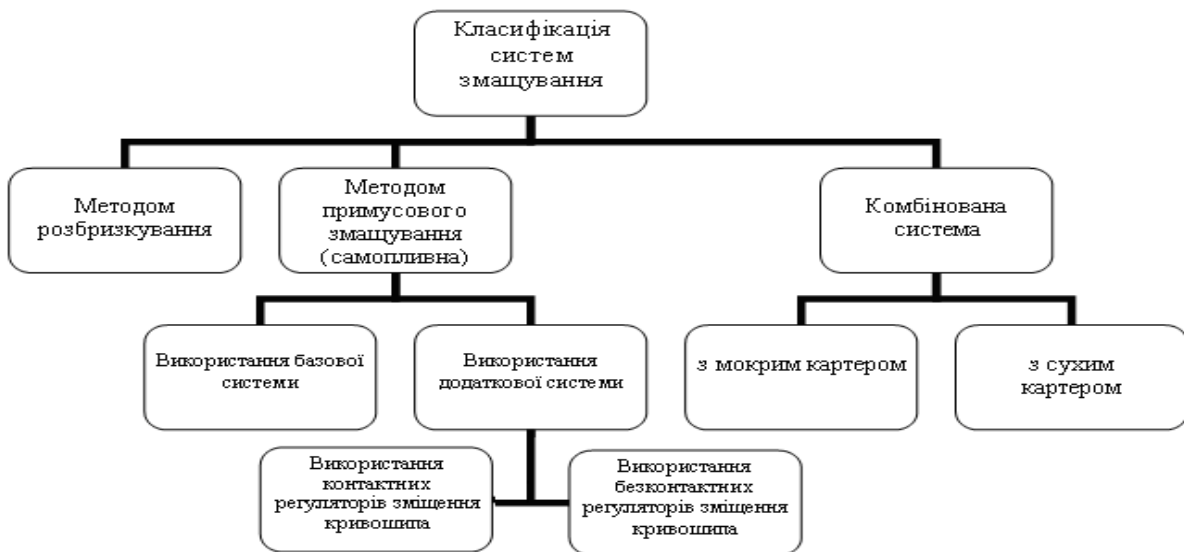 Класифікація
систем
змащування
Методом
розбризкування
Методом
примусового
змащування
(самопливна)
Комбінована
система
Використання базової
системи
Використання
додаткової системи
з мокрим картером
з сухим
картером
Використання
контактних
регуляторів зміщення
кривошипа
Використання
безконтактних
регуляторів зміщення
кривошипа